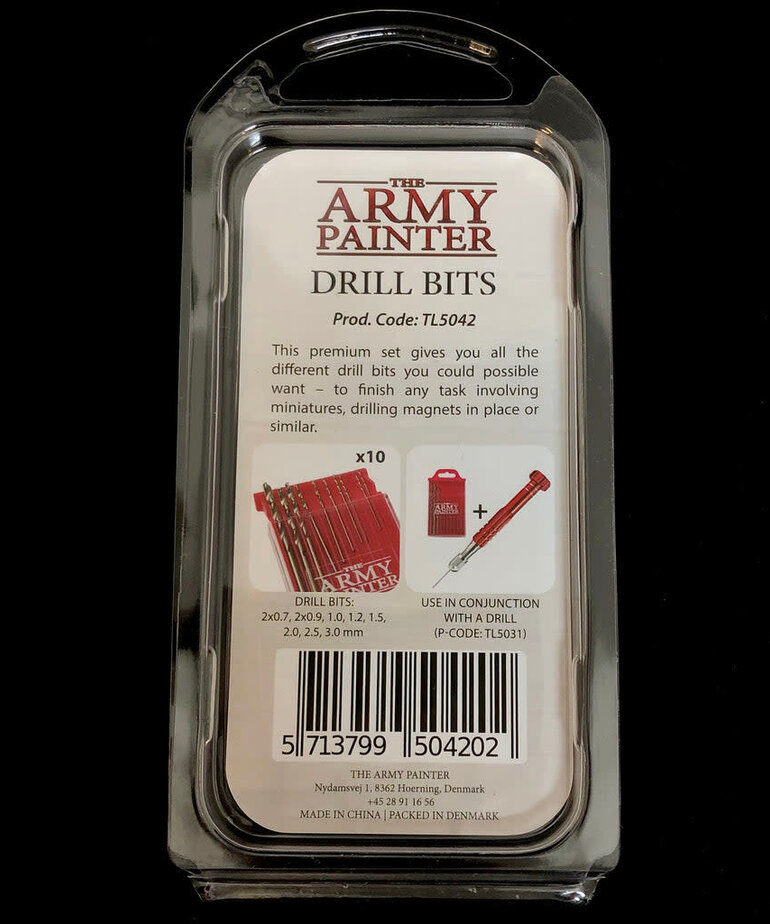 THE
ARMY
PAINTER
DRILL BITS
Prod. Code: TL5042
This premium set gives you all the
different drill bits you could possible
want – to finish any task involving
miniatures, drilling magnets in place or
similar.
x10
THE
ARMY
PAINTER
ARMY
PAINTER
+
DRILL BITS:
2x0.7, 2x0.9, 1.0, 1.2, 1.5,
2.0, 2.5, 3.0 mm
USE IN CONJUNCTION
WITH A DRILL
(P-CODE: TL5031)
5 713799 504202
THE ARMY PAINTER
Nydamsvej 1, 8362 Hoerning, Denmark
+45 28 91 16 56
MADE IN CHINA | PACKED IN DENMARK